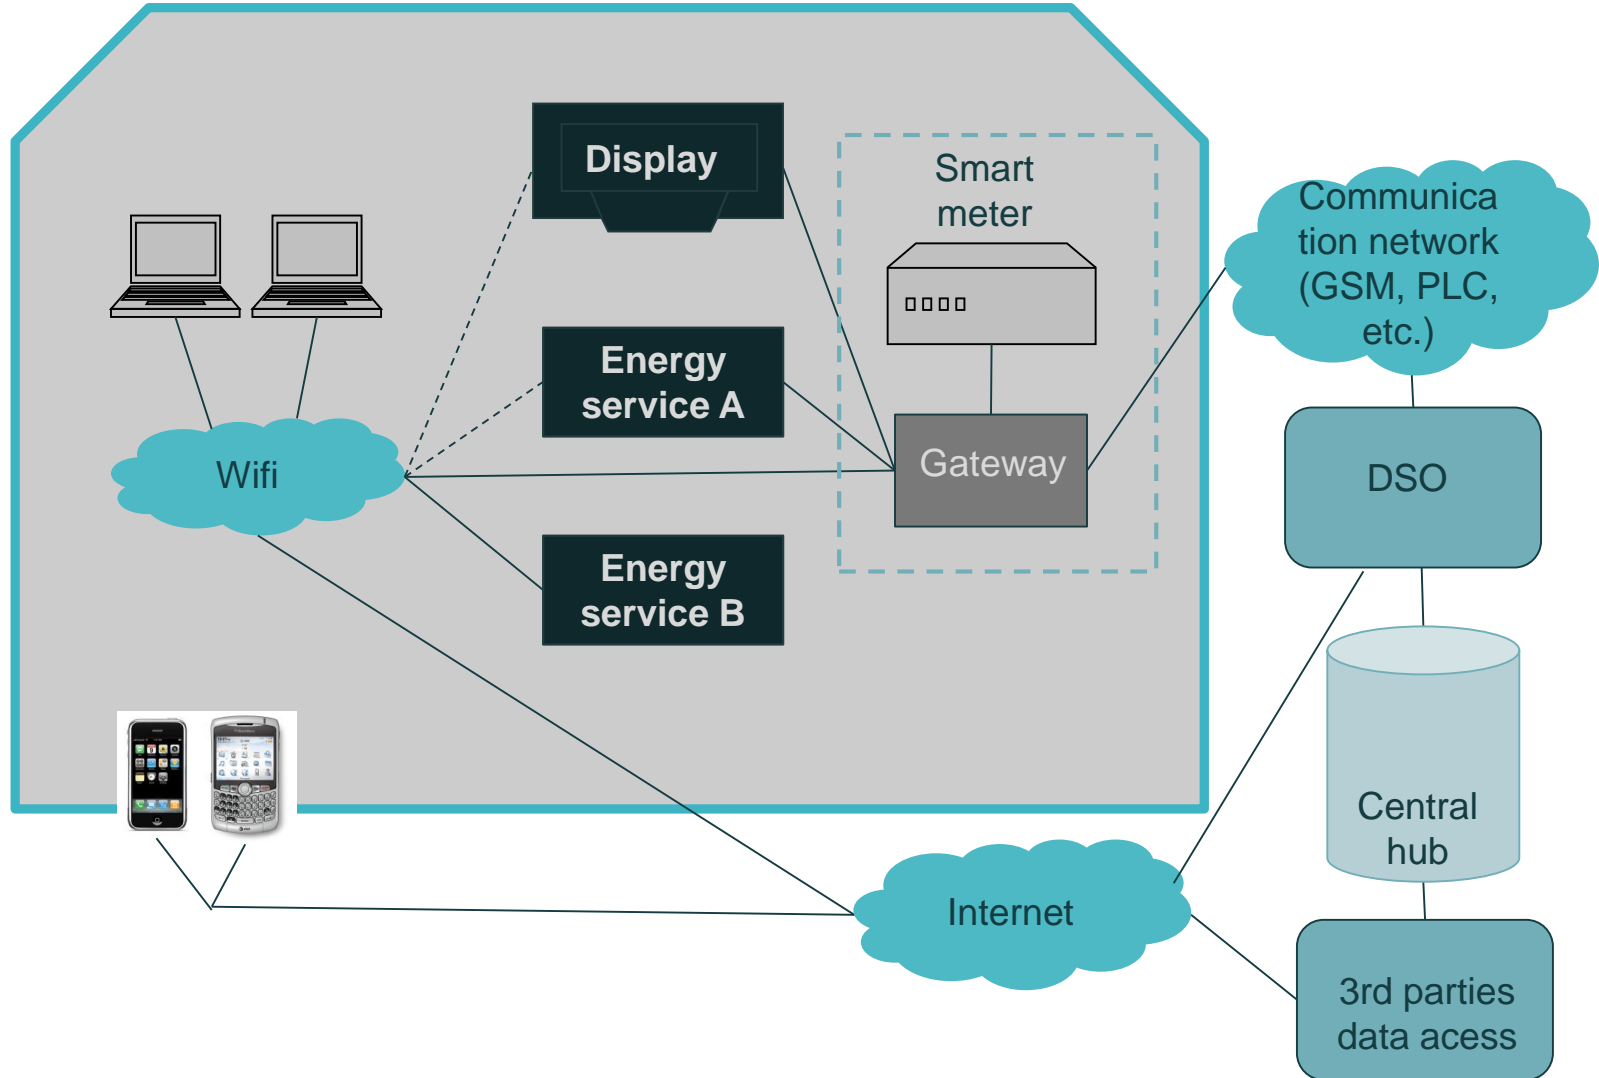 Display
Smart
meter
Communica
tion network
(GSM, PLC,
etc.)
Energy
service A
Wifi
Gateway
DSO
Energy
service B
Central
hub
Internet
3rd parties
data acess